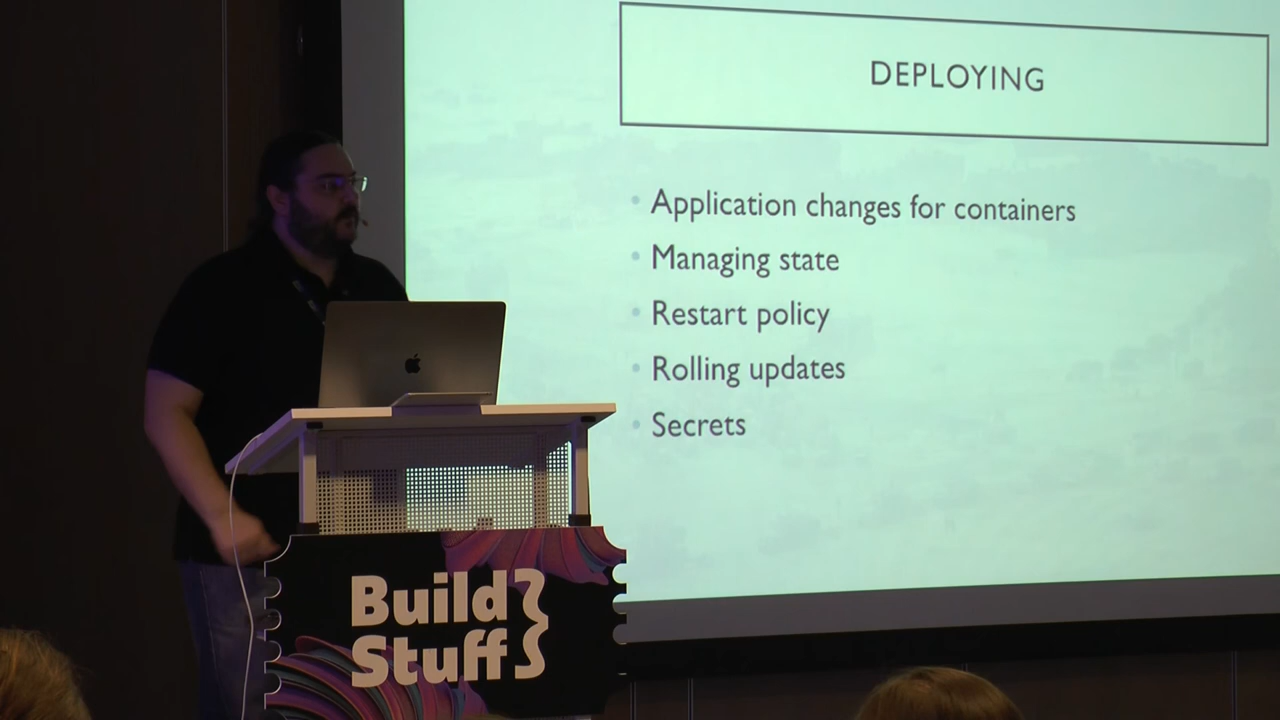 DEPLOYING
Application changes for containers
Managing state
Restart policy
Rolling updates
Secrets
Build
Stuff